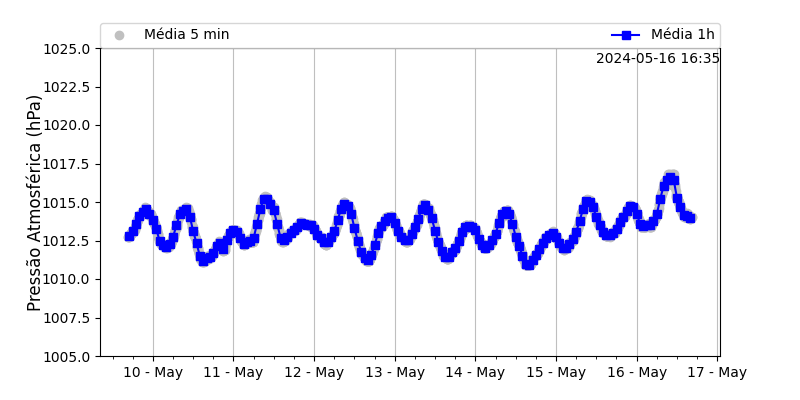 Média 5 min
Média 1h
2024-05-16 16:35
Pressão Atmosférica (hPa)
1025.0
1022.5
1020.0
1017.5
1015.0
1012.5
1010.0
1007.5
1005.0
10 - May
11 - May
12 - May
13 - May
14 - May
15 - May
16 - May
17 - May